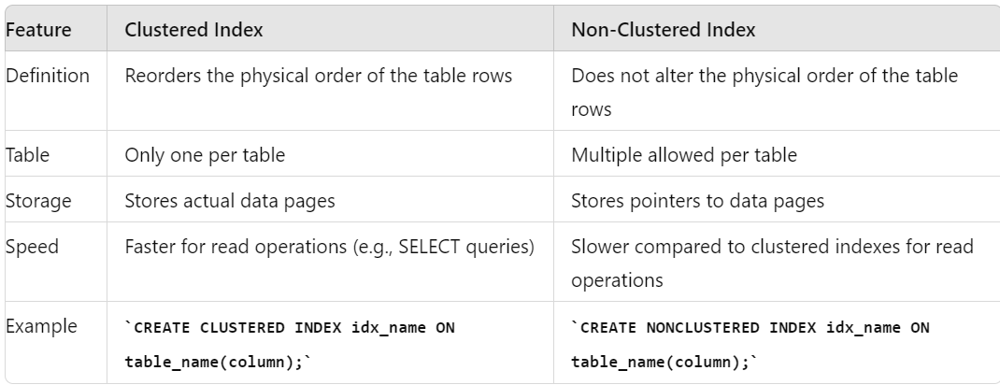 Feature Clustered Index Non-Clustered Index
Definition Reorders the physical order of the table rows Does not alter the physical order of the table
rows
Table Only one per table Multiple allowed per table
Storage Stores actual data pages Stores pointers to data pages
Speed Faster for read operations (e.g., SELECT queries) Slower compared to clustered indexes for read
operations
Example `CREATE CLUSTERED INDEX idx_name ON `CREATE NONCLUSTERED INDEX idx_name ON
table_name(column);` table_name(column);`